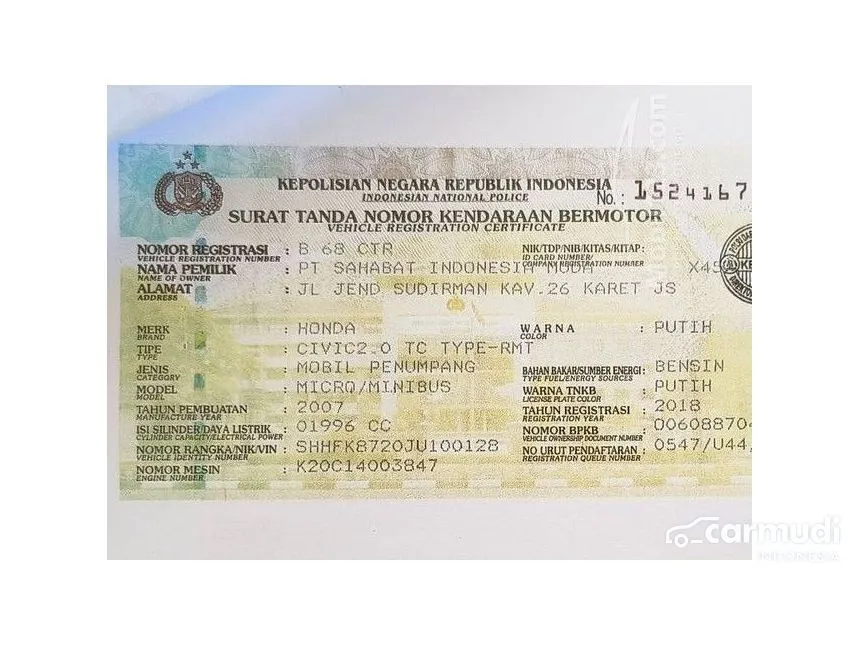 KEPOLISIAN NEGARA REPUBLIK INDONESIA
INDONESIAN NATIONAL POLICE
No. : 1524167
SURAT TANDA NOMOR KENDARAAN BERMOTOR
VEHICLE REGISTRATION CERTIFICATE
NOMOR REGISTRASI : B 68 CTR
VEHICLE REGISTRATION NUMBER
NIK/TDP/NIB/KITAS/KITAP:
ID CARD NUMBER/
COMPANY REGISTRATION NUMBER
NAMA PEMILIK : PT SAHABAT INDONESIA MUDA
NAME OF OWNER
ALAMAT : JL JEND SUDIRMAN KAV.26 KARET JS
ADDRESS
MERK : HONDA
BRAND
WARNA : PUTIH
COLOR
TIPE : CIVIC2.0 TC TYPE-RMT
TYPE
JENIS : MOBIL PENUMPANG
CATEGORY
BAHAN BAKAR/SUMBER ENERGI : BENSIN
TYPE FUEL/ENERGY SOURCES
MODEL : MICRO/MINIBUS
MODEL
WARNA TNKB : PUTIH
LICENSE PLATE COLOR
TAHUN PEMBUATAN : 2007
MANUFACTURE YEAR
TAHUN REGISTRASI : 2018
REGISTRATION YEAR
ISI SILINDER/DAYA LISTRIK : 01996 CC
CYLINDER CAPACITY/ELECTRICAL POWER
NOMOR BPKB : 00608870
VEHICLE OWNERSHIP DOCUMENT NUMBER
NOMOR RANGKA/NIK/VIN : SHHFK8720JU100128
VEHICLE IDENTITY NUMBER
NO URUT PENDAFTARAN : 0547/U44
REGISTRATION QUEUE NUMBER
NOMOR MESIN : K20C14003847
ENGINE NUMBER
carmudi
INDONESIA